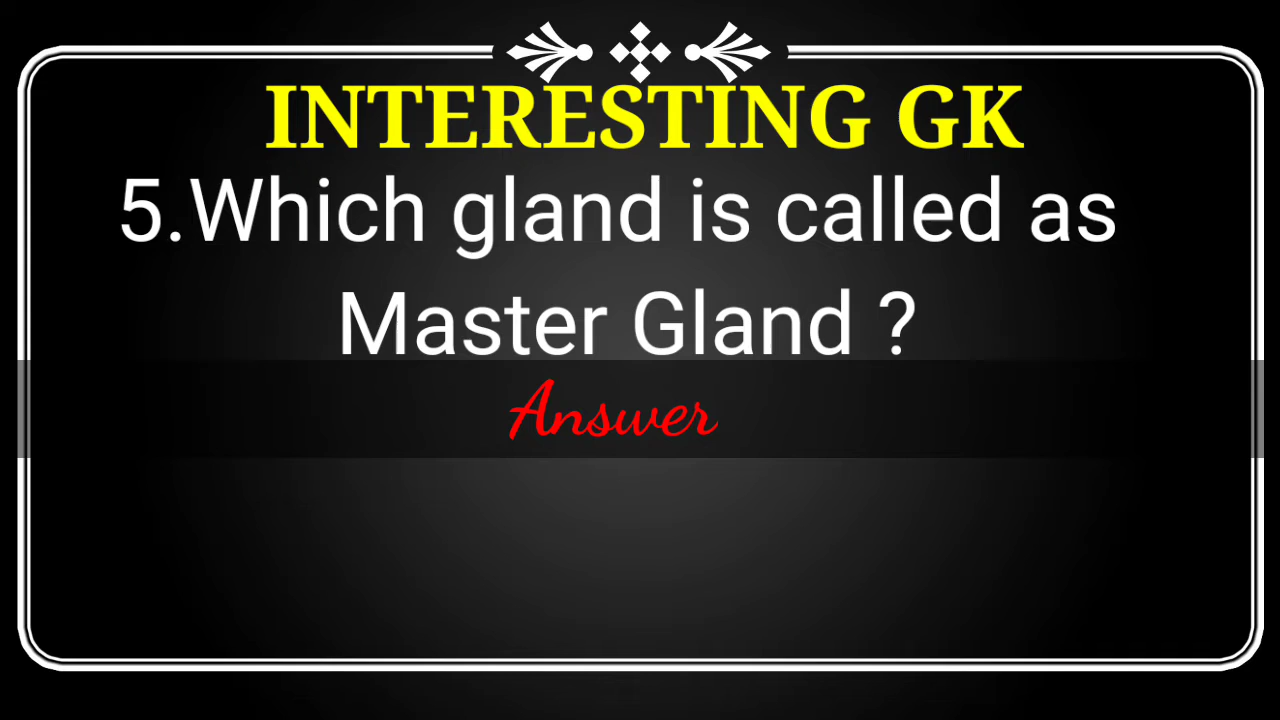 INTERESTING GK
5.Which gland is called as
Master Gland ?
Answer